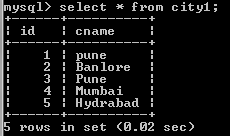 mysql> select * from city1;
+------+----------+
| id   | cname    |
+------+----------+
|    1 | pune     |
|    2 | Banlore  |
|    3 | Pune     |
|    4 | Mumbai   |
|    5 | Hydrabad |
+------+----------+
5 rows in set (0.02 sec)